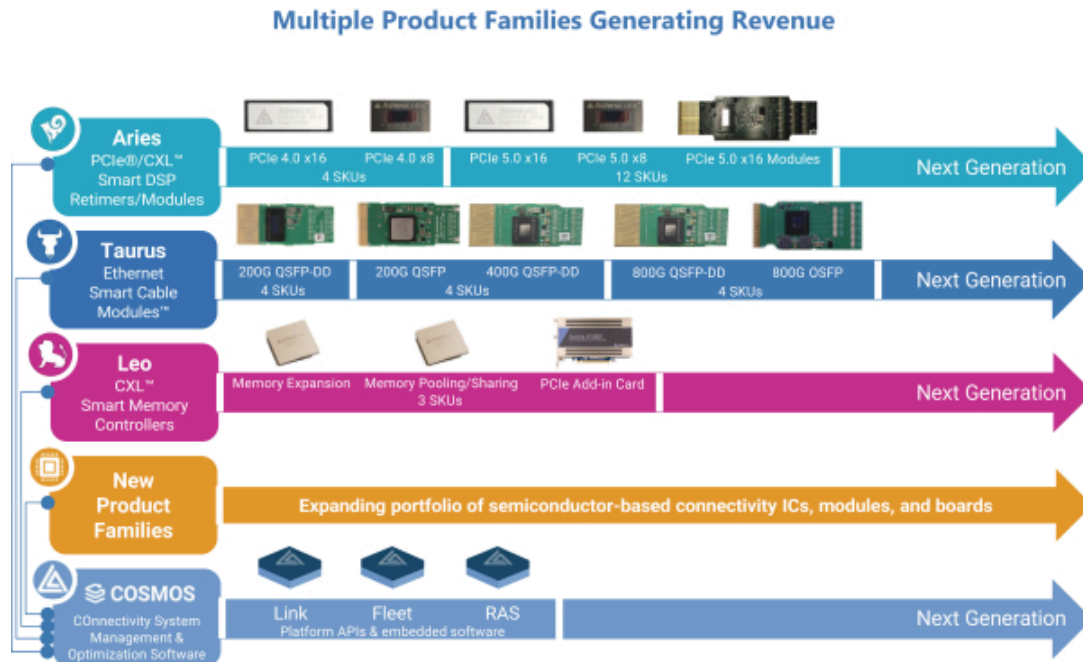 Multiple Product Families Generating Revenue
Aries
PCIe®/CXL™
Smart DSP
Retimers/Modules
PCIe 4.0 x16
PCIe 4.0 x8
4 SKUs
PCIe 5.0 x16
PCIe 5.0 x8
PCIe 5.0 x16 Modules
12 SKUs
Next Generation
Taurus
Ethernet
Smart Cable
Modules™
200G QSFP-DD
4 SKUs
200G QSFP
400G QSFP-DD
4 SKUs
800G QSFP-DD
800G OSFP
4 SKUs
Next Generation
Leo
CXL™
Smart Memory
Controllers
Memory Expansion
Memory Pooling/Sharing
PCIe Add-in Card
3 SKUs
Next Generation
New
Product
Families
Expanding portfolio of semiconductor-based connectivity ICs, modules, and boards
COSMOS
COnnectivity System
Management &
Optimization Software
Link
Fleet
RAS
Platform APIs & embedded software
Next Generation